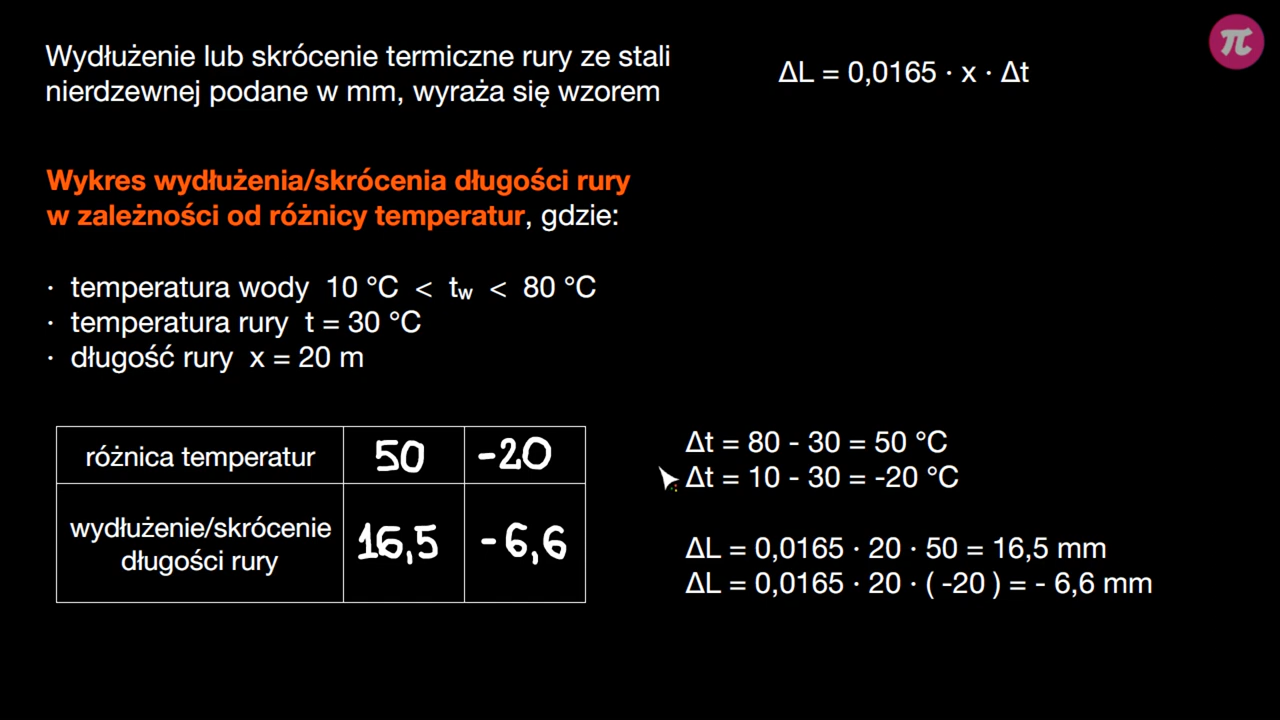 Wydłużenie lub skrócenie termiczne rury ze stali
nierdzewnej podane w mm, wyraża się wzorem
ΔL = 0,0165 · x · Δt
π
Wykres wydłużenia/skrócenia długości rury
w zależności od różnicy temperatur, gdzie:
· temperatura wody 10 °C < tw < 80 °C
· temperatura rury t = 30 °C
· długość rury x = 20 m
różnica temperatur 50 -20
wydłużenie/skrócenie
długości rury 16,5 -6,6
Δt = 80 - 30 = 50 °C
Δt = 10 - 30 = -20 °C
ΔL = 0,0165 · 20 · 50 = 16,5 mm
ΔL = 0,0165 · 20 · ( -20 ) = - 6,6 mm